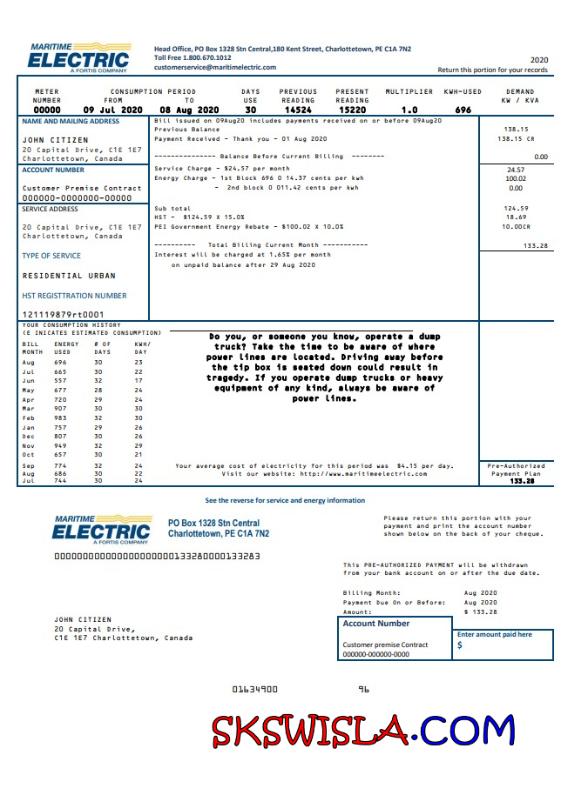 MARITIME
ELECTRIC
A FORTIS COMPANY
Head Office, PO Box 1328 Stn Central,180 Kent Street, Charlottetown, PE C1A 7N2
Toll Free 1.800.670.1012
customerservice@maritimelectric.com
2020
Return this portion for your records
METER CONSUMPTION PERIOD DAYS PREVIOUS PRESENT MULTIPLIER KWH-USED DEMAND
NUMBER FROM TO USE READING READING KW / KVA
00000 09 Jul 2020 08 Aug 2020 30 14524 15220 1.0 696
NAME AND MAILING ADDRESS
JOHN CITIZEN
20 Capital Drive, C1E 1E7
Charlottetown, Canada
ACCOUNT NUMBER
Customer Premise Contract
000000-0000000-00000
SERVICE ADDRESS
20 Capital Drive, C1E 1E7
Charlottetown, Canada
TYPE OF SERVICE
RESIDENTIAL URBAN
HST REGISTTRATION NUMBER
121119879rt0001
Bill issued on 09Aug20 includes payments received on or before 09Aug20
Previous Balance 138.15
Payment Received - Thank you - 01 Aug 2020 138.15 CR
--------------- Balance Before Current Billing ------- 0.00
Service Charge - $24.57 per month 24.57
Energy Charge - 1st Block 696 @ 14.37 cents per kwh 100.02
- 2nd block @ 011.42 cents per kwh 0.00
Sub total 124.59
HST - $124.59 X 15.0% 18.69
PEI Government Energy Rebate - $100.02 X 10.0% 10.00CR
---------- Total Billing Current Month ----------- 133.28
Interest will be charged at 1.65% per month
on unpaid balance after 29 Aug 2020
YOUR CONSUMPTION HISTORY
(E INICATES ESTIMATED CONSUMPTION)
BILL ENERGY # OF KWH/
MONTH USED DAYS DAY
Aug 696 30 23
Jul 665 30 22
Jun 557 32 17
May 677 28 24
Apr 720 29 24
Mar 907 30 30
Feb 983 32 30
Jan 757 29 26
Dec 807 30 26
Nov 949 32 29
Oct 657 30 21
Sep 774 32 24
Aug 686 30 22
Jul 744 30 24
Do you, or someone you know, operate a dump
truck? Take the time to be aware of where
power lines are located. Driving away before
the tip box is seated down could result in
tragedy. If you operate dump trucks or heavy
equipment of any kind, always be aware of
power lines.
Your average cost of electricity for this period was $4.15 per day.
Visit our website: http://www.maritimeelectric.com
Pre-Authorized
Payment Plan
133.28
See the reverse for service and energy information
MARITIME
ELECTRIC
A FORTIS COMPANY
PO Box 1328 Stn Central
Charlottetown, PE C1A 7N2
Please return this portion with your
payment and print the account number
shown below on the back of your cheque.
This PRE-AUTHORIZED PAYMENT will be withdrawn
from your bank account on or after the due date.
Billing Month: Aug 2020
Payment Due On or Before: Aug 2020
Amount: $ 133.28
JOHN CITIZEN
20 Capital Drive,
C1E 1E7 Charlottetown, Canada
Account Number
Customer premise Contract
000000-000000-0000
Enter amount paid here
$
01634900 96
SKSWISLA.COM